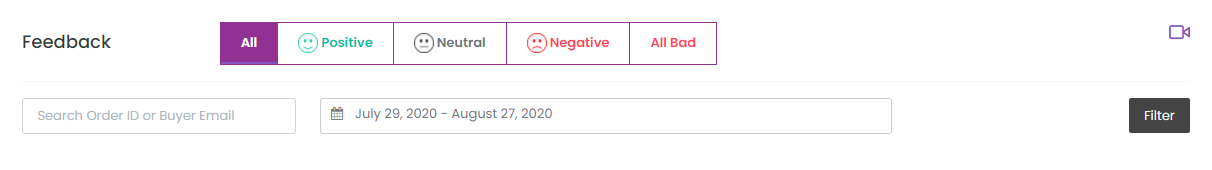 Feedback
All
Positive
Neutral
Negative
All Bad
Search Order ID or Buyer Email
July 29, 2020 - August 27, 2020
Filter